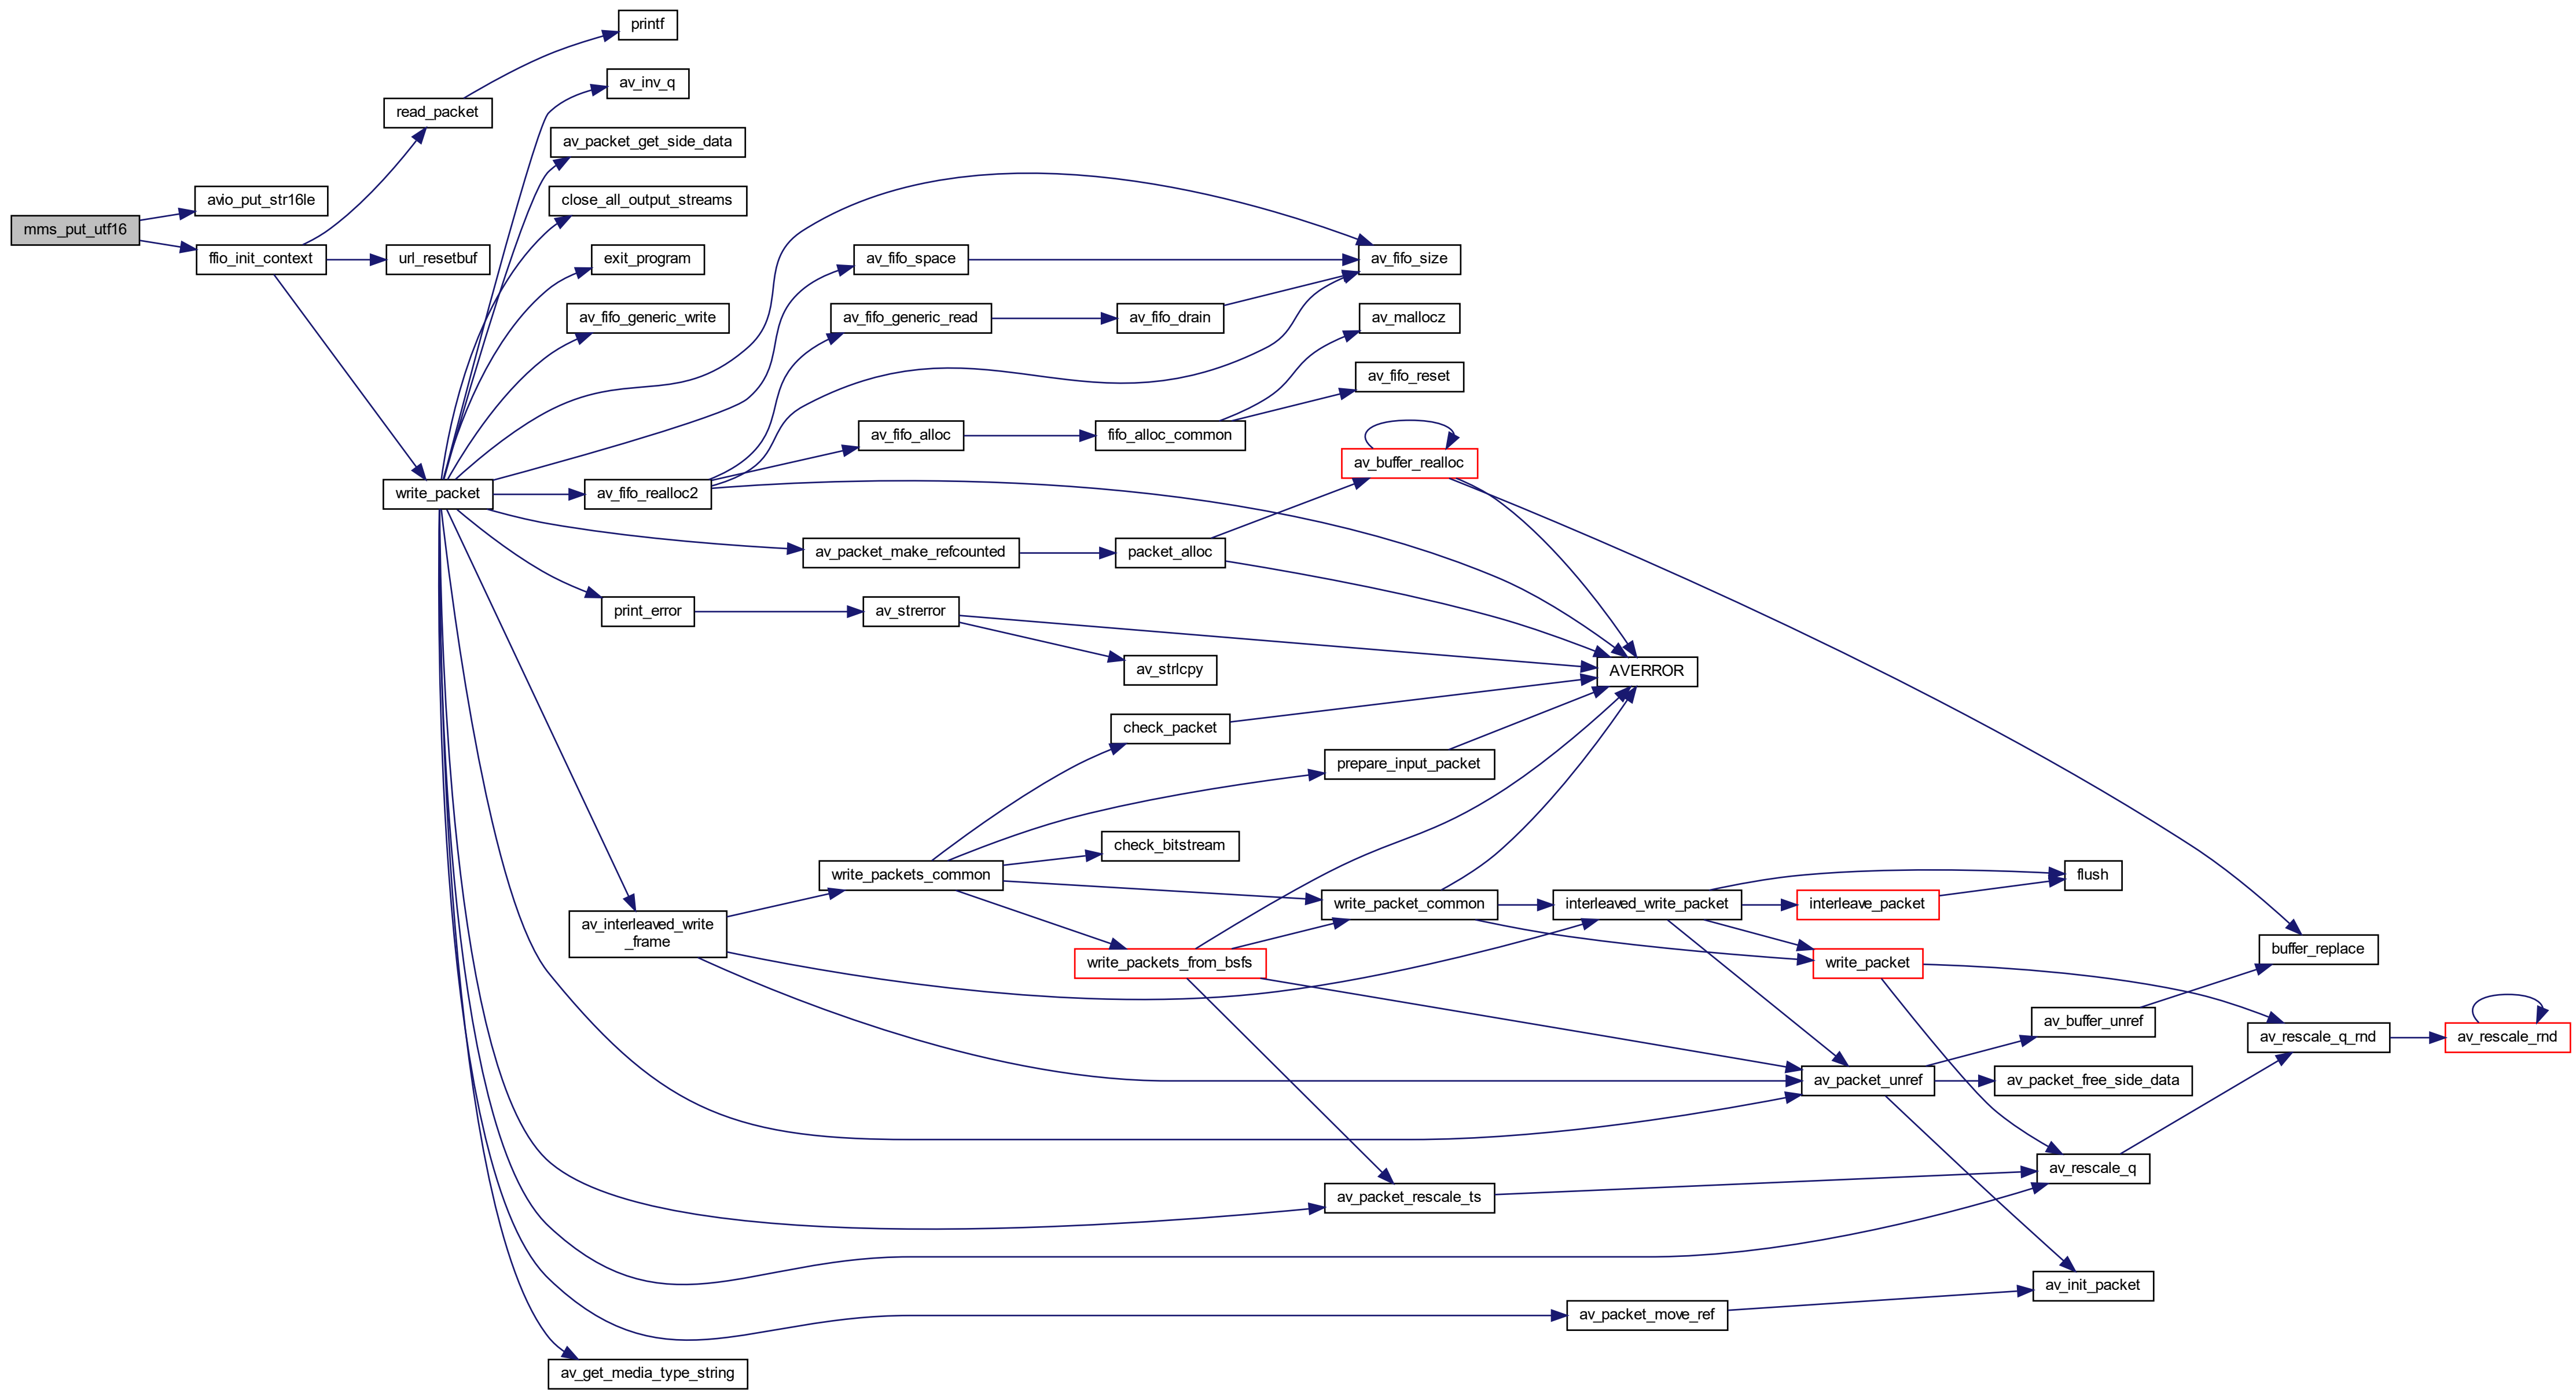 printf
av_inv_q
read_packet
av_packet_get_side_data
avio_put_str16le
close_all_output_streams
mms_put_utf16
ffio_init_context
url_resetbuf
exit_program
av_fifo_space
av_fifo_size
av_fifo_generic_write
av_fifo_generic_read
av_fifo_drain
av_mallocz
av_fifo_reset
av_fifo_alloc
fifo_alloc_common
av_buffer_realloc
write_packet
av_fifo_realloc2
av_packet_make_refcounted
packet_alloc
print_error
av_strerror
av_strlcpy
AVERROR
check_packet
prepare_input_packet
check_bitstream
write_packets_common
flush
write_packet_common
interleaved_write_packet
interleave_packet
av_interleaved_write
_frame
buffer_replace
write_packets_from_bsfs
write_packet
av_buffer_unref
av_rescale_q_rnd
av_rescale_rnd
av_packet_unref
av_packet_free_side_data
av_rescale_q
av_packet_rescale_ts
av_init_packet
av_packet_move_ref
av_get_media_type_string